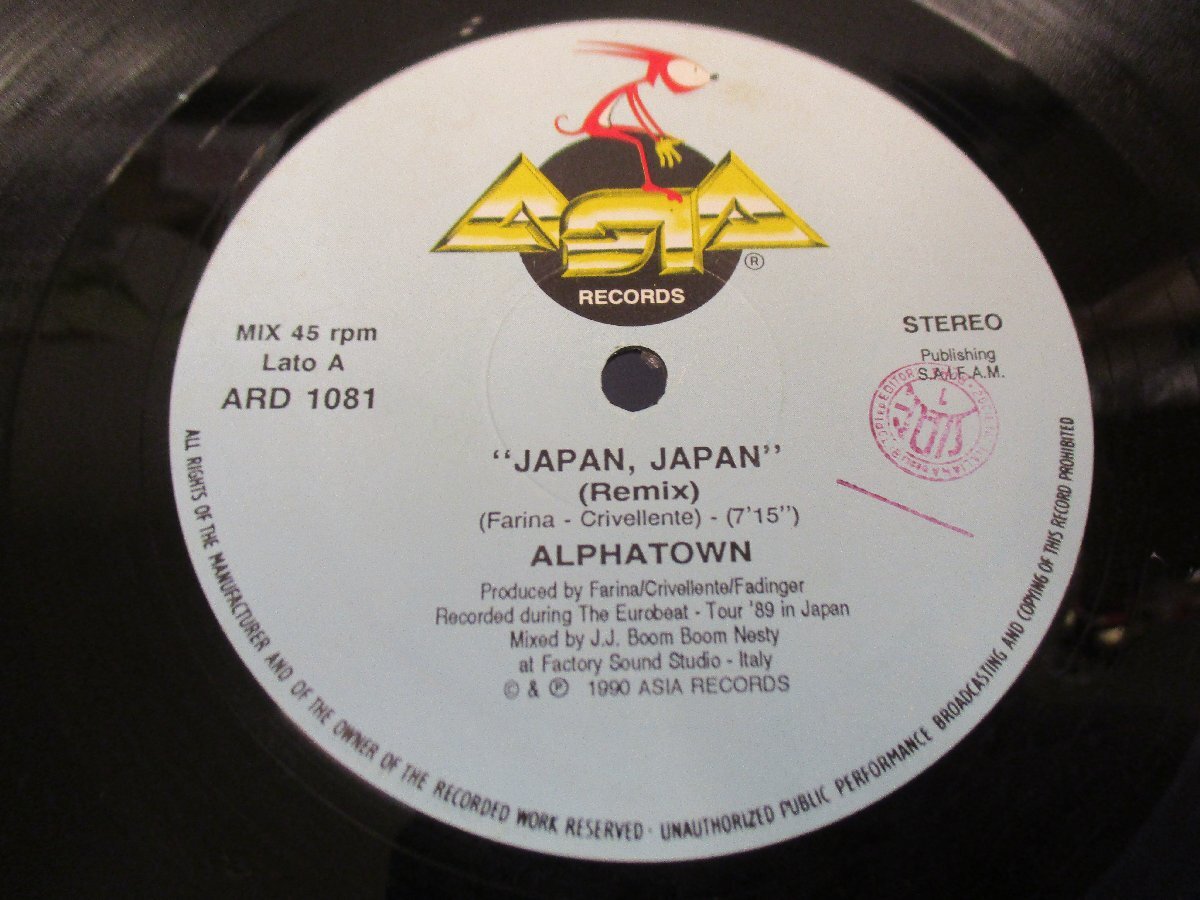 ASIA
®
RECORDS
MIX 45 rpm
Lato A
ARD 1081
STEREO
Publishing
S.A.I.F.A.M.
"JAPAN, JAPAN"
(Remix)
(Farina - Crivellente) - (7'15")
ALPHATOWN
Produced by Farina/Crivellente/Fadinger
Recorded during The Eurobeat - Tour '89 in Japan
Mixed by J.J. Boom Boom Nesty
at Factory Sound Studio - Italy
© & ℗ 1990 ASIA RECORDS
ALL RIGHTS OF THE MANUFACTURER AND OF THE OWNER OF THE RECORDED WORK RESERVED · UNAUTHORIZED PUBLIC PERFORMANCE BROADCASTING AND COPYING OF THIS RECORD PROHIBITED